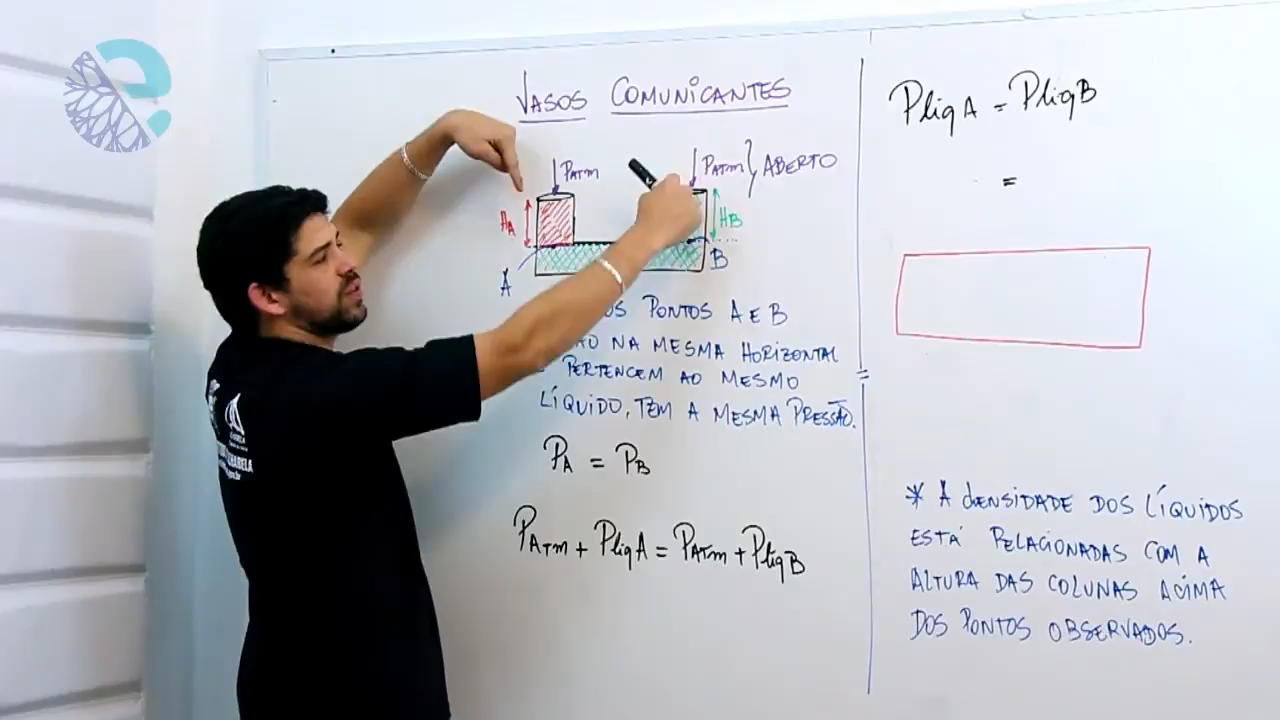 VASOS COMUNICANTES
PATM
PATM } ABERTO
HA
HB
A
B
OS PONTOS A E B
NA MESMA HORIZONTAL
PERTENCEM AO MESMO
LÍQUIDO, TEM A MESMA PRESSÃO.
PA = PB
PATM + PliqA = PATM + PliqB
PliqA = PliqB
=
* A dENSIDADE DOS LÍQUIDOS
ESTÁ RELACIONADAS COM A
ALTURA DAS COLUNAS ACIMA
DOS PONTOS OBSERVADOS.